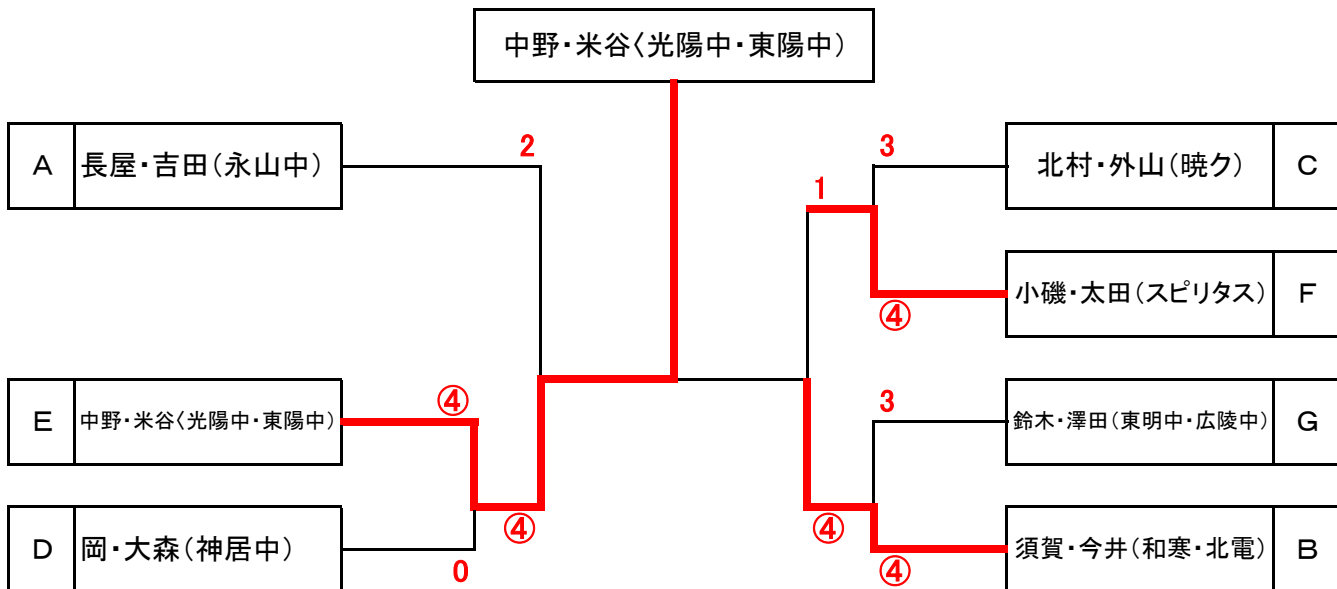 中野・米谷〈光陽中・東陽中〉
A 長屋・吉田(永山中)
2
3
北村・外山(暁ク) C
1
小磯・太田(スピリタス) F
④
E 中野・米谷〈光陽中・東陽中〉
④
3
鈴木・澤田(東明中・広陵中) G
D 岡・大森(神居中)
④
0
④
須賀・今井(和寒・北電) B
④